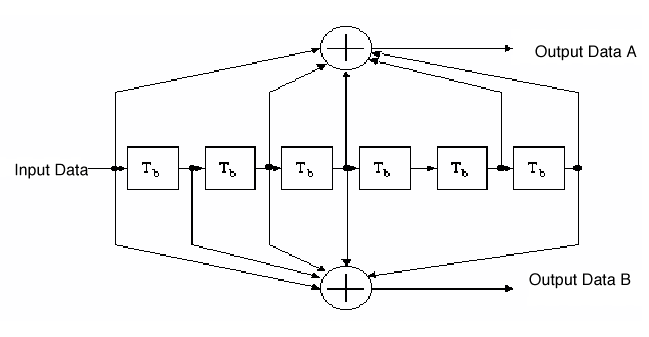 Output Data A
Input Data
T_b T_b T_b T_b T_b T_b
Output Data B